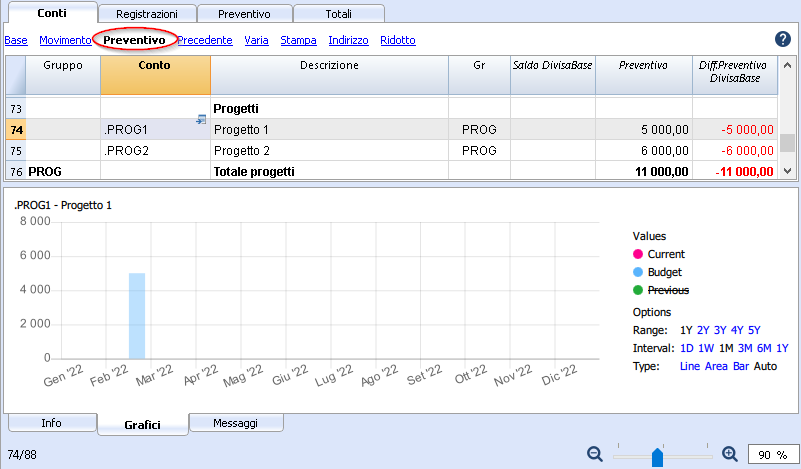 Conti Registrazioni Preventivo Totali
Base Movimento Preventivo Precedente Varia Stampa Indirizzo Ridotto ?
Gruppo Conto Descrizione Gr Saldo DivisaBase Preventivo Diff.Preventivo
DivisaBase
73 Progetti
74 .PROG1 Progetto 1 PROG 5 000,00 -5 000,00
75 .PROG2 Progetto 2 PROG 6 000,00 -6 000,00
76 PROG Totale progetti 11 000,00 -11 000,00
.PROG1 - Progetto 1
8 000
6 000
4 000
2 000
0
Gen '22 Feb '22 Mar '22 Apr '22 Mag '22 Giu '22 Lug '22 Ago '22 Set '22 Ott '22 Nov '22 Dic '22
Values
Current
Budget
Previous
Options
Range: 1Y 2Y 3Y 4Y 5Y
Interval: 1D 1W 1M 3M 6M 1Y
Type: Line Area Bar Auto
Info Grafici Messaggi
74/88 90 %